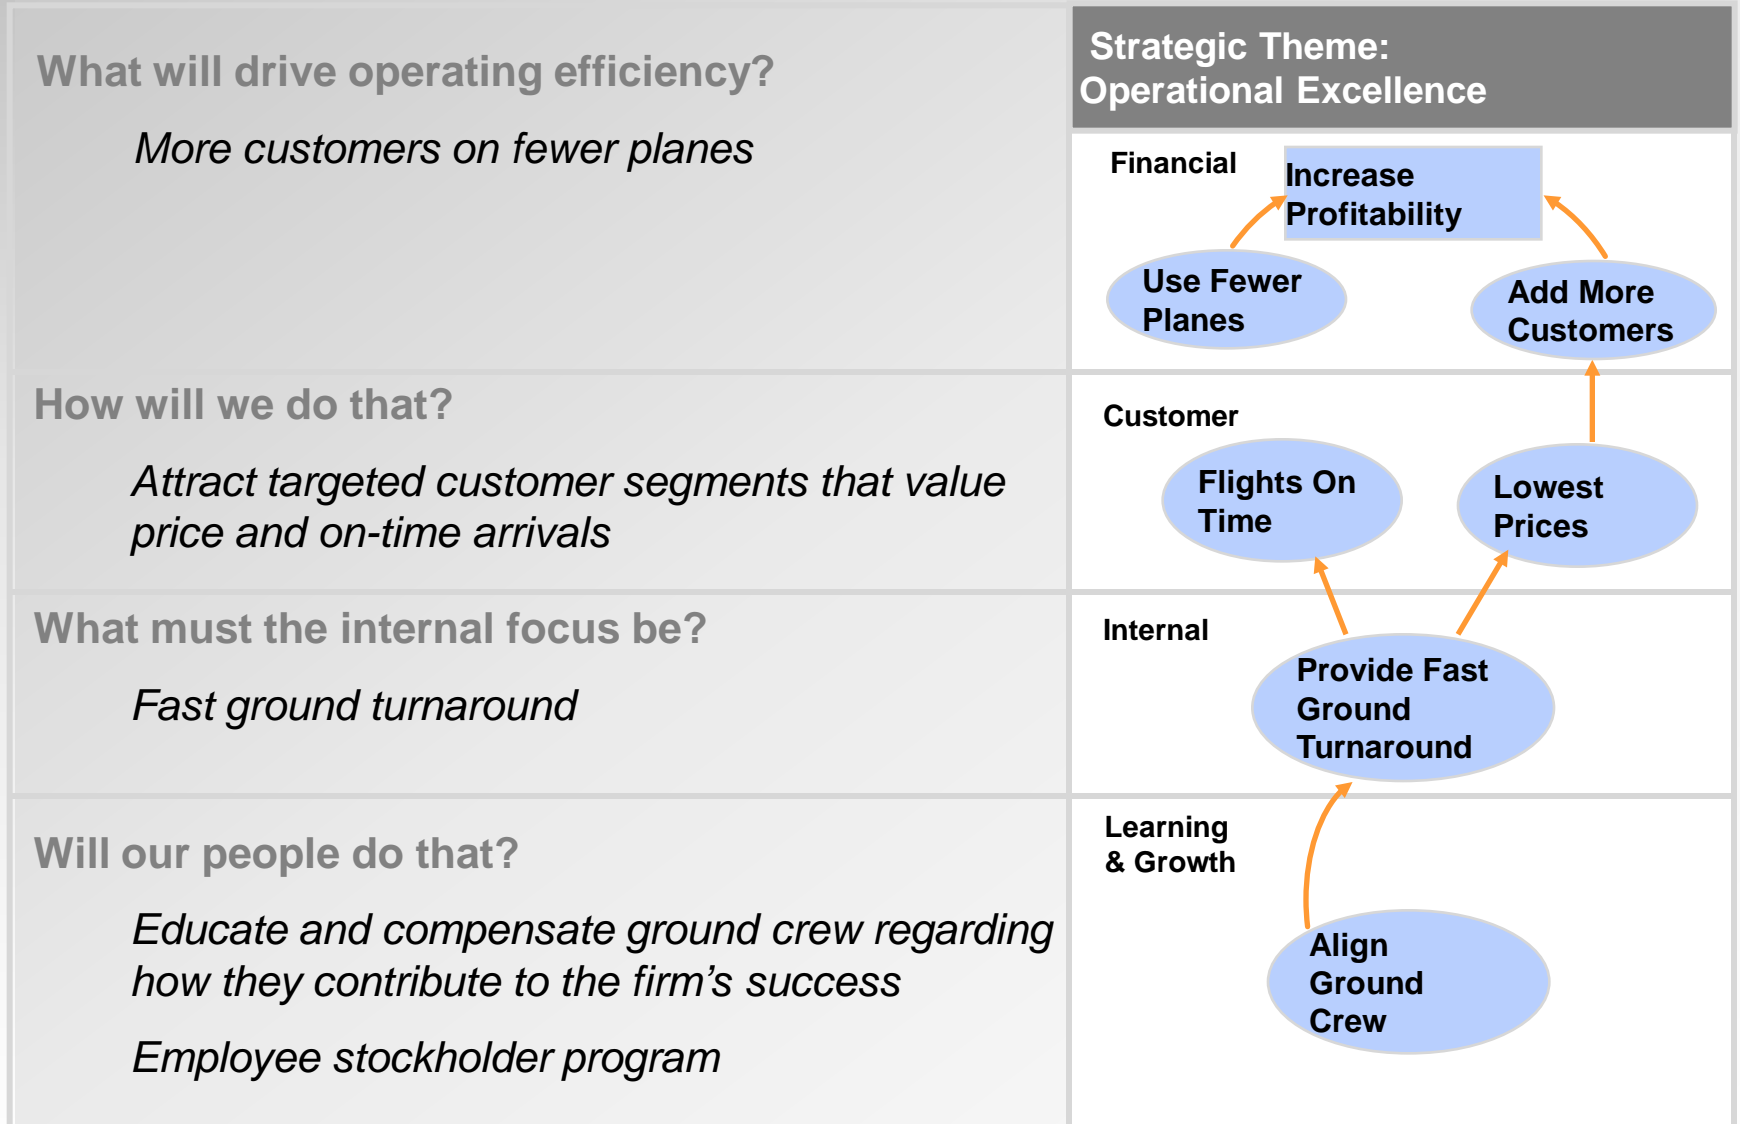 What will drive operating efficiency?
More customers on fewer planes
How will we do that?
Attract targeted customer segments that value
price and on-time arrivals
What must the internal focus be?
Fast ground turnaround
Will our people do that?
Educate and compensate ground crew regarding
how they contribute to the firm’s success
Employee stockholder program
Strategic Theme:
Operational Excellence
Financial
Increase
Profitability
Use Fewer
Planes
Add More
Customers
Customer
Flights On
Time
Lowest
Prices
Internal
Provide Fast
Ground
Turnaround
Learning
& Growth
Align
Ground
Crew